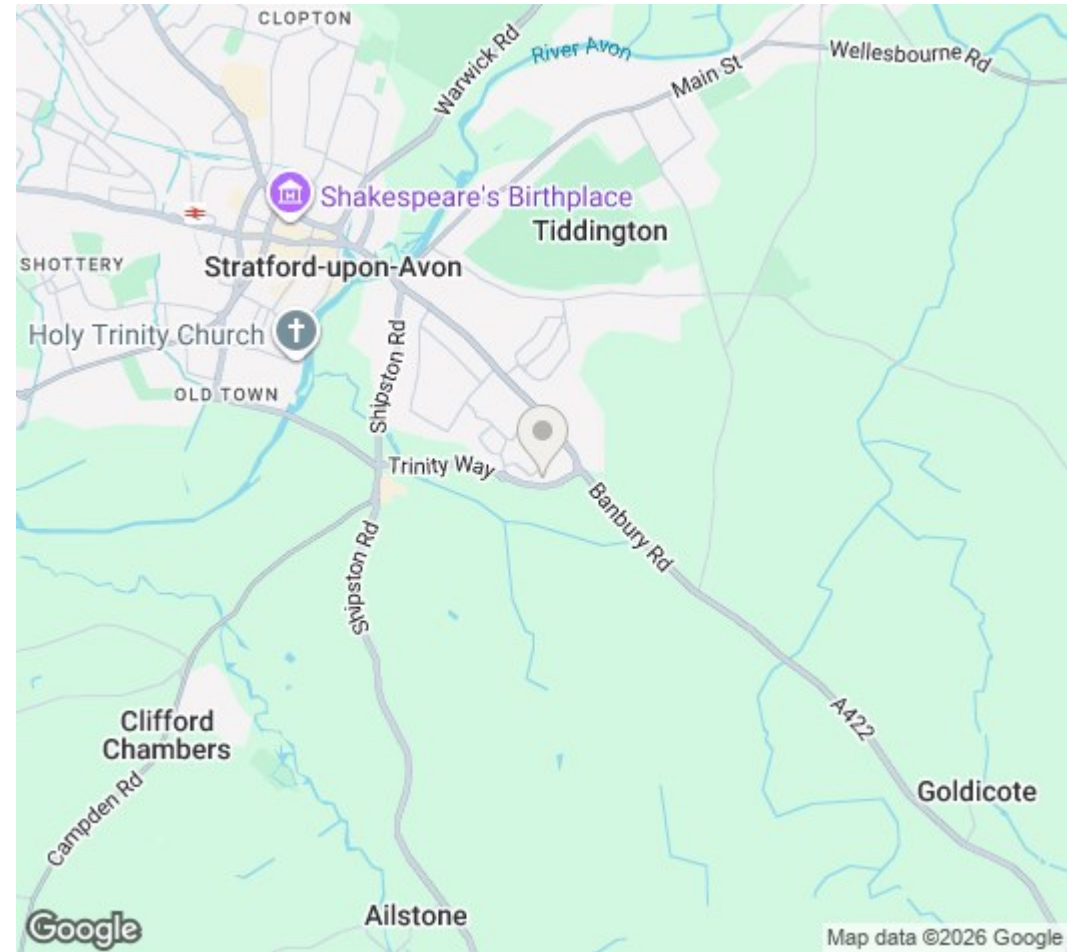 CLOPTON
Warwick Rd
River Avon
Main St
Wellesbourne Rd
Shakespeare's Birthplace
Tiddington
SHOTTERY
Stratford-upon-Avon
Holy Trinity Church
Shipston Rd
OLD TOWN
Trinity Way
Banbury Rd
Shipston Rd
Clifford
Chambers
A422
Goldicote
Campden Rd
Ailstone
Google
Map data ©2026 Google